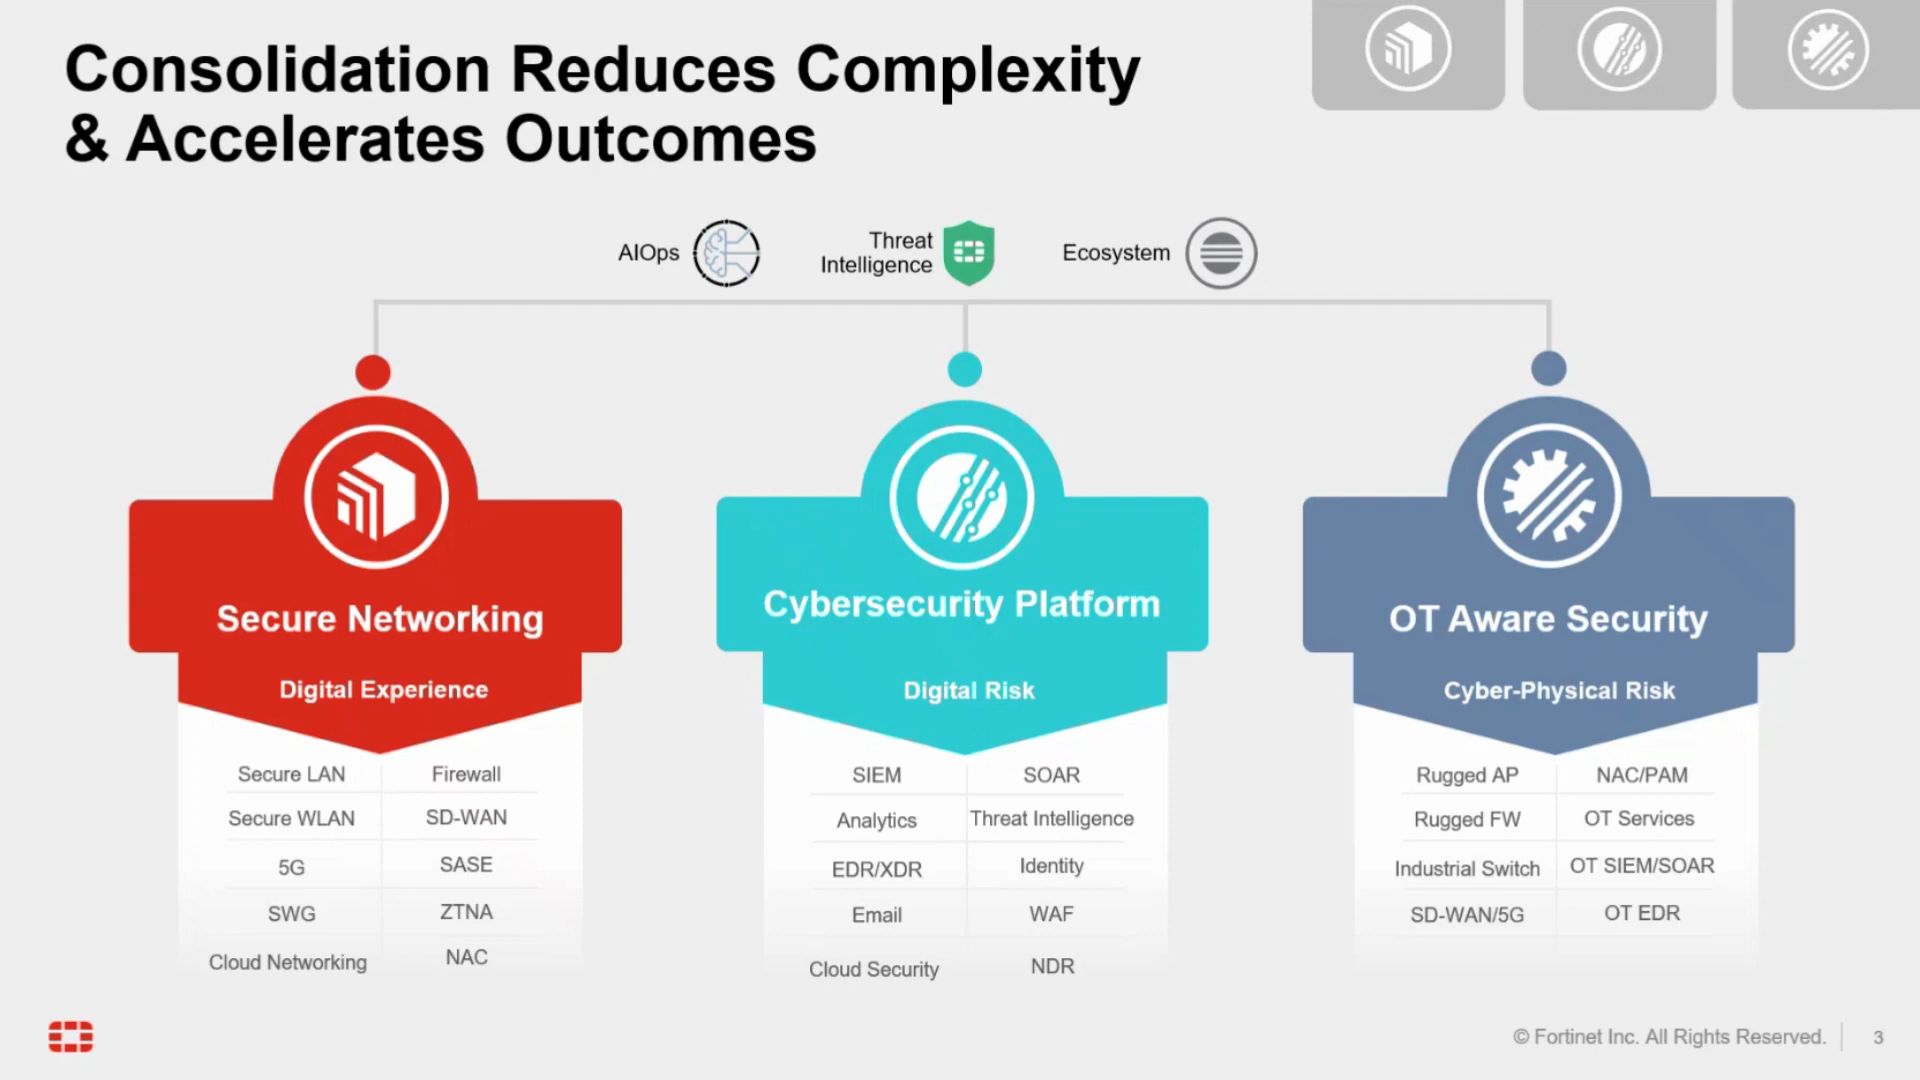 Consolidation Reduces Complexity
& Accelerates Outcomes
AIOps
Threat
Intelligence
Ecosystem
Secure Networking
Digital Experience
Secure LAN
Firewall
Secure WLAN
SD-WAN
5G
SASE
SWG
ZTNA
Cloud Networking
NAC
Cybersecurity Platform
Digital Risk
SIEM
SOAR
Analytics
Threat Intelligence
EDR/XDR
Identity
Email
WAF
Cloud Security
NDR
OT Aware Security
Cyber-Physical Risk
Rugged AP
NAC/PAM
Rugged FW
OT Services
Industrial Switch
OT SIEM/SOAR
SD-WAN/5G
OT EDR
© Fortinet Inc. All Rights Reserved.
3